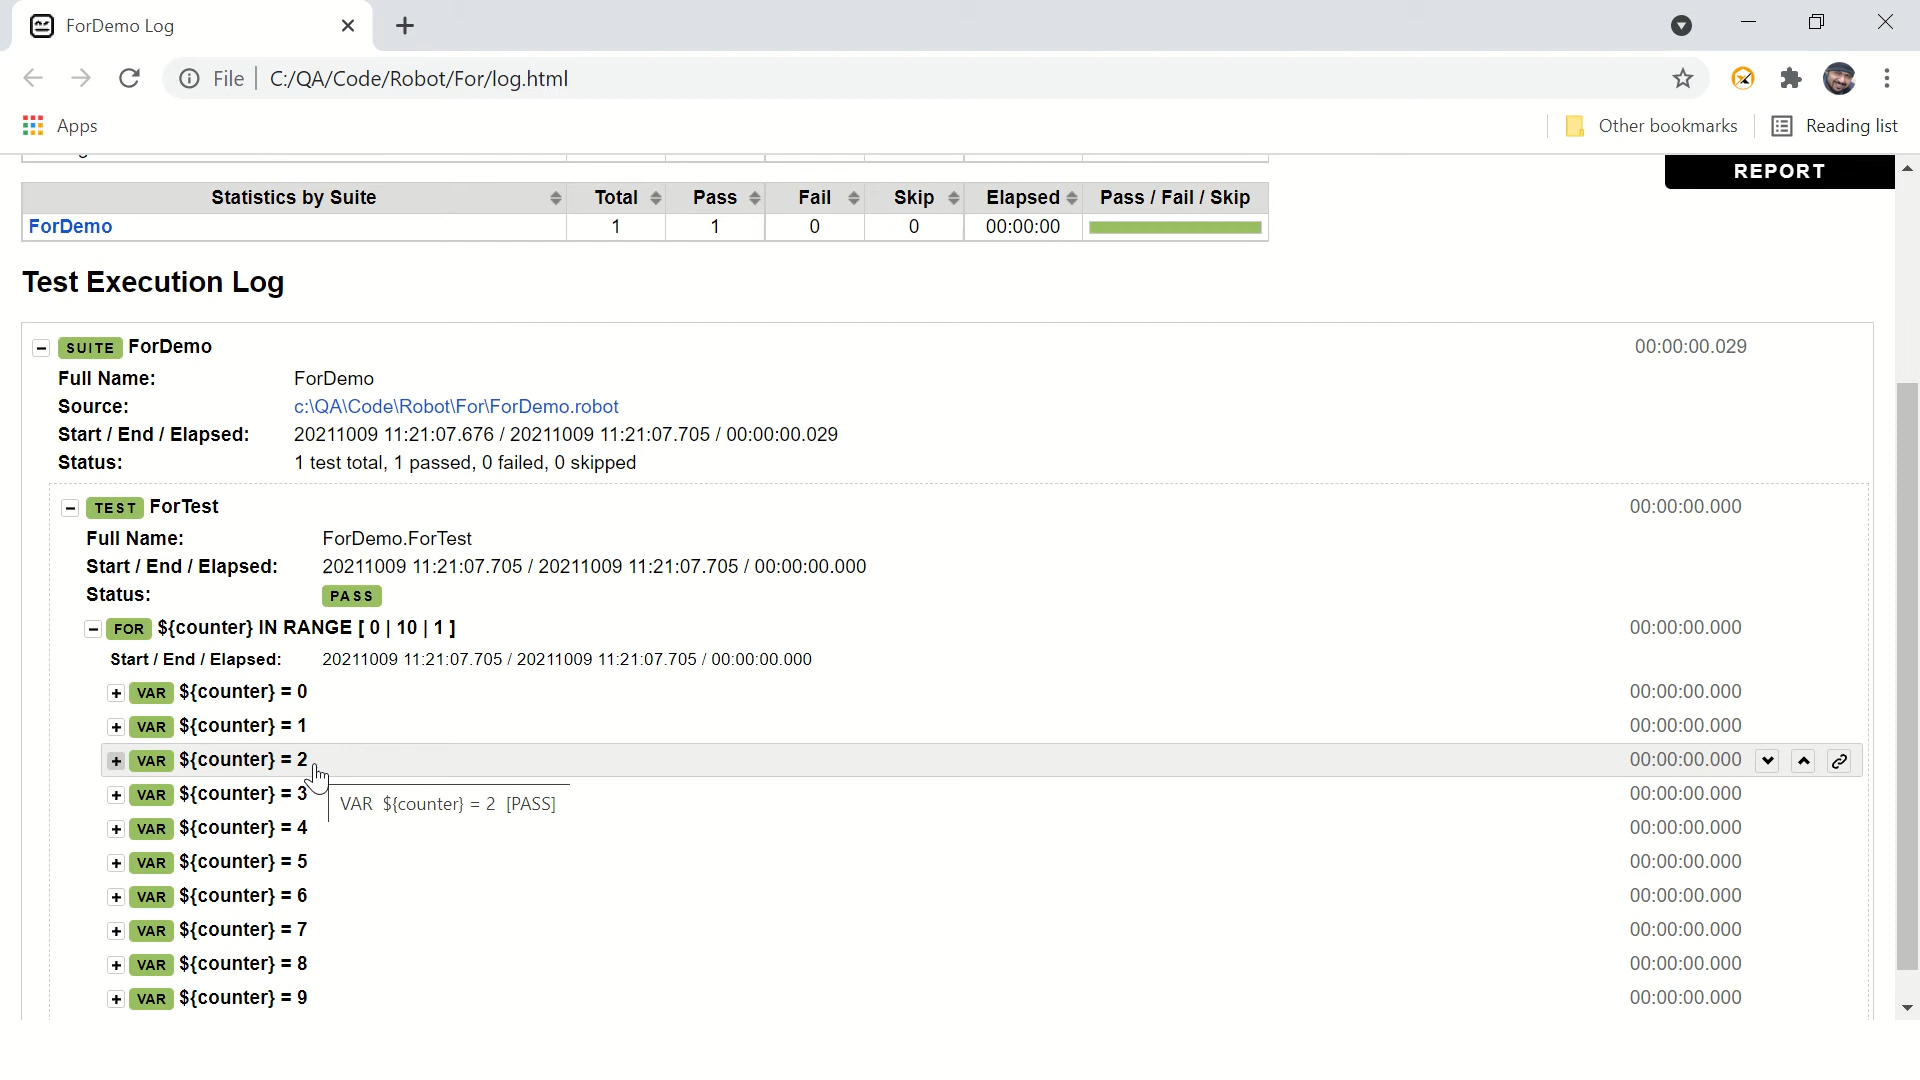 ForDemo Log
File C:/QA/Code/Robot/For/log.html
Apps Other bookmarks Reading list
REPORT
Statistics by Suite Total Pass Fail Skip Elapsed Pass / Fail / Skip
ForDemo 1 1 0 0 00:00:00
Test Execution Log
SUITE ForDemo 00:00:00.029
Full Name: ForDemo
Source: c:\QA\Code\Robot\For\ForDemo.robot
Start / End / Elapsed: 20211009 11:21:07.676 / 20211009 11:21:07.705 / 00:00:00.029
Status: 1 test total, 1 passed, 0 failed, 0 skipped
TEST ForTest 00:00:00.000
Full Name: ForDemo.ForTest
Start / End / Elapsed: 20211009 11:21:07.705 / 20211009 11:21:07.705 / 00:00:00.000
Status: PASS
FOR ${counter} IN RANGE [ 0 | 10 | 1 ] 00:00:00.000
Start / End / Elapsed: 20211009 11:21:07.705 / 20211009 11:21:07.705 / 00:00:00.000
VAR ${counter} = 0 00:00:00.000
VAR ${counter} = 1 00:00:00.000
VAR ${counter} = 2 00:00:00.000
VAR ${counter} = 3 00:00:00.000
VAR ${counter} = 2 [PASS]
VAR ${counter} = 4 00:00:00.000
VAR ${counter} = 5 00:00:00.000
VAR ${counter} = 6 00:00:00.000
VAR ${counter} = 7 00:00:00.000
VAR ${counter} = 8 00:00:00.000
VAR ${counter} = 9 00:00:00.000